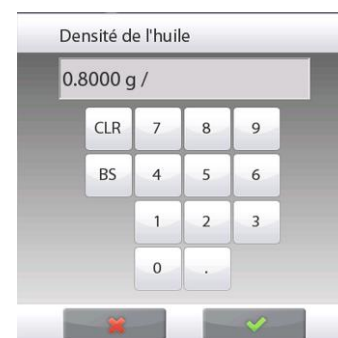 Densité de l'huile
0.8000 g /
CLR 7 8 9
BS 4 5 6
1 2 3
0 .